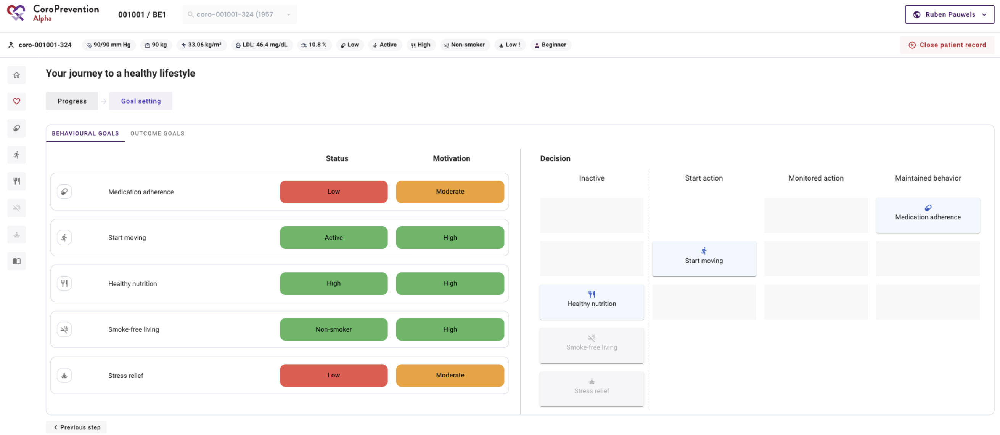 CoroPrevention
Alpha
001001 / BE1
coro-001001-324 (1957
Ruben Pauwels
coro-001001-324
90/90 mm Hg
90 kg
33.06 kg/m²
LDL: 46.4 mg/dL
10.8 %
Low
Active
High
Non-smoker
Low !
Beginner
Close patient record
Your journey to a healthy lifestyle
Progress
Goal setting
BEHAVIOURAL GOALS
OUTCOME GOALS
Status
Motivation
Medication adherence
Low
Moderate
Start moving
Active
High
Healthy nutrition
High
High
Smoke-free living
Non-smoker
High
Stress relief
Low
Moderate
Decision
Inactive
Start action
Monitored action
Maintained behavior
Medication adherence
Start moving
Healthy nutrition
Smoke-free living
Stress relief
Previous step